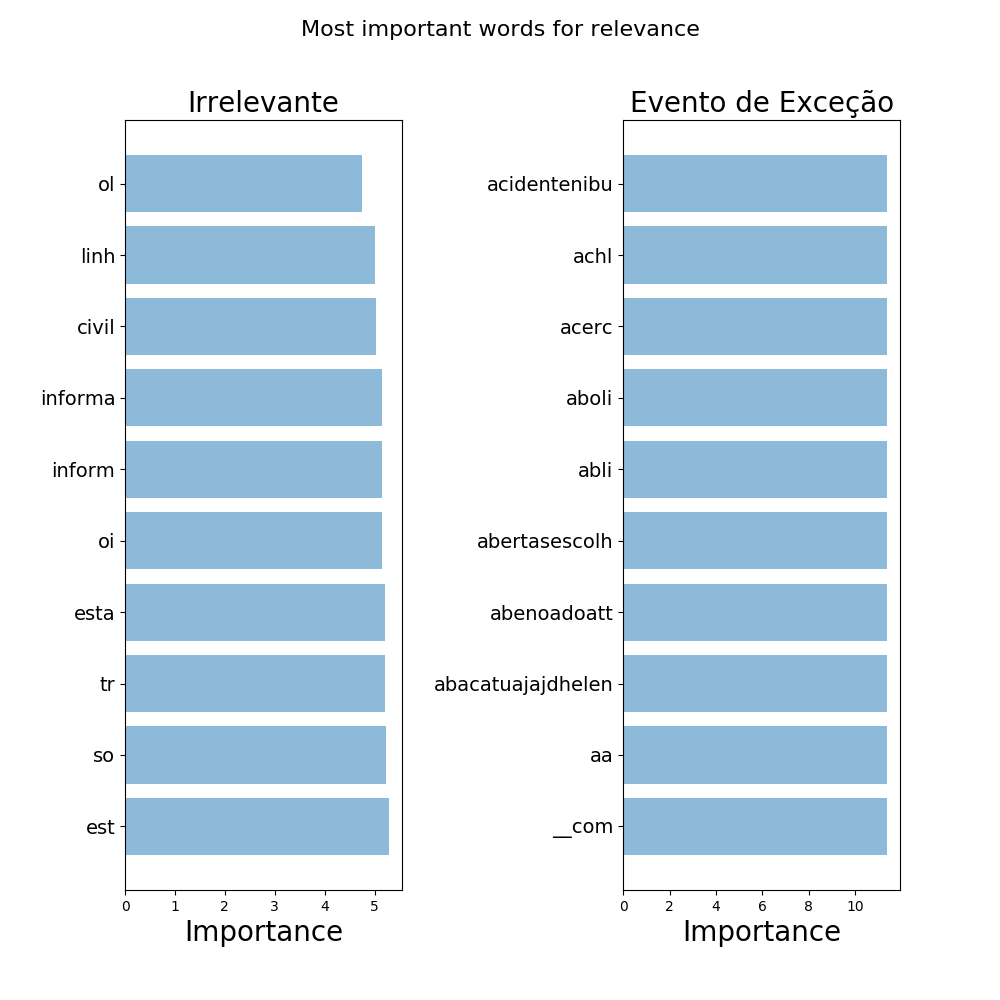 Most important words for relevance
Irrelevante
ol
linh
civil
informa
inform
oi
esta
tr
so
est
0 1 2 3 4 5
Importance
Evento de Exceção
acidentenibu
achl
acerc
aboli
abli
abertasescolh
abenoadoatt
abacatuajajdhelen
aa
__com
0 2 4 6 8 10
Importance